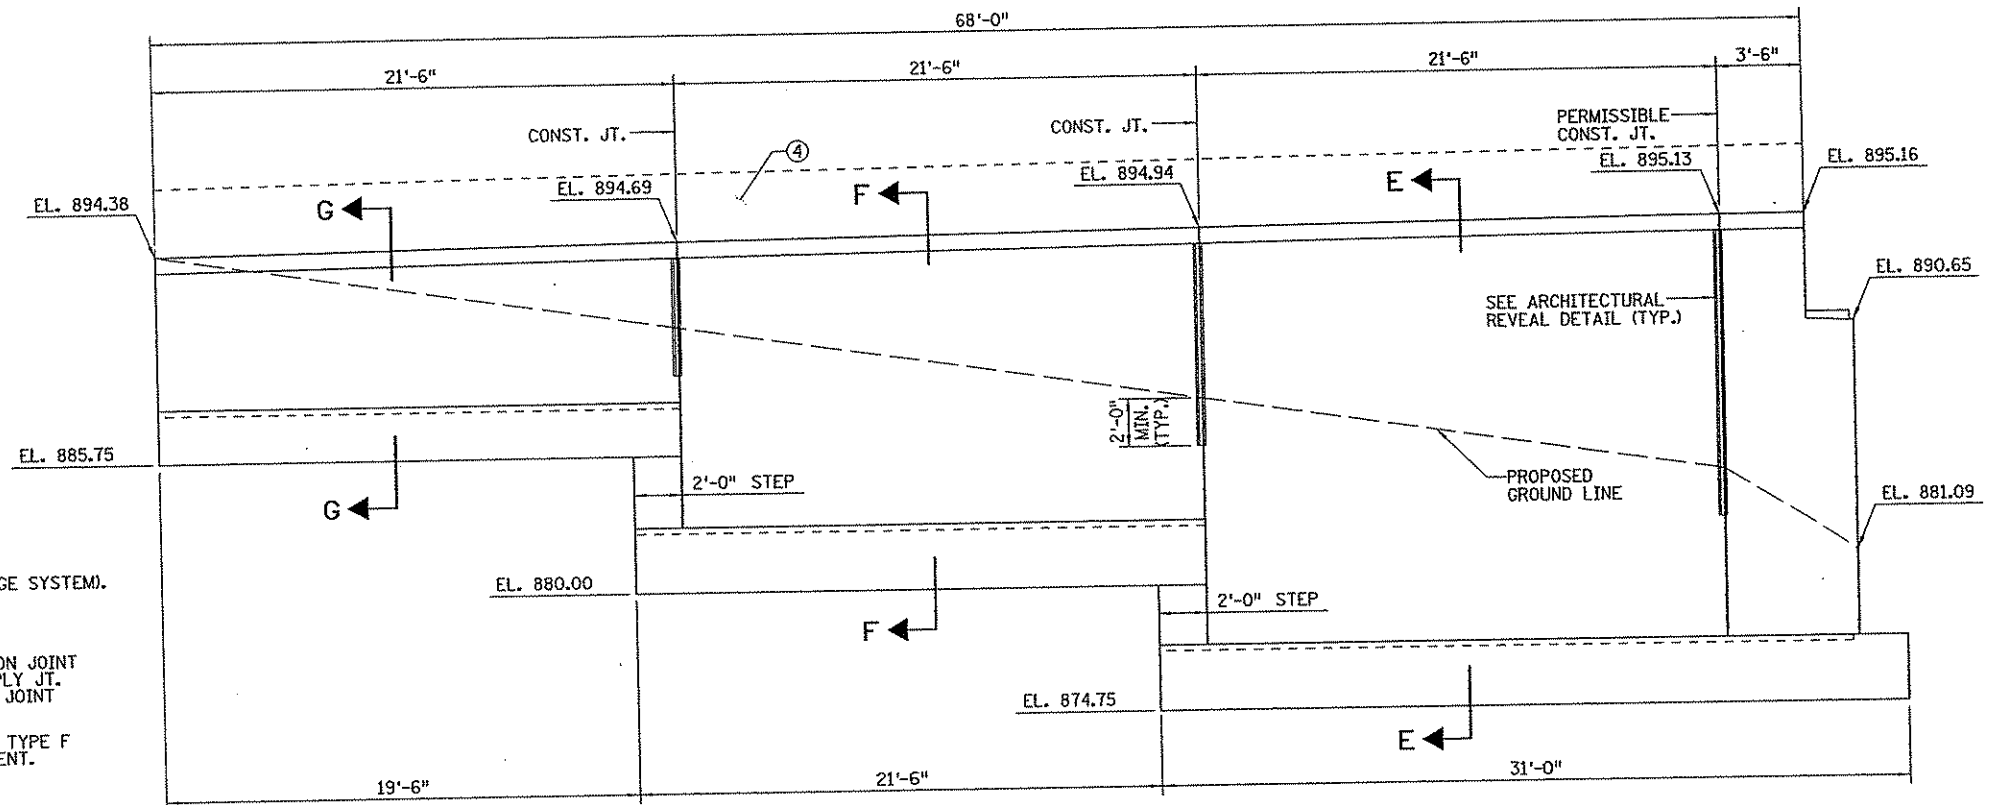 68'-0"
21'-6"
21'-6"
21'-6"
3'-6"
CONST. JT.
CONST. JT.
PERMISSIBLE
CONST. JT.
4
EL. 894.38
G
EL. 894.69
F
EL. 894.94
E
EL. 895.13
EL. 895.16
EL. 890.65
SEE ARCHITECTURAL
REVEAL DETAIL (TYP.)
2'-0"
MIN.
(TYP.)
EL. 885.75
G
2'-0" STEP
PROPOSED
GROUND LINE
EL. 881.09
GE SYSTEM).
EL. 880.00
F
2'-0" STEP
ON JOINT
PLY JT.
JOINT
EL. 874.75
E
TYPE F
ENT.
19'-6"
21'-6"
31'-0"